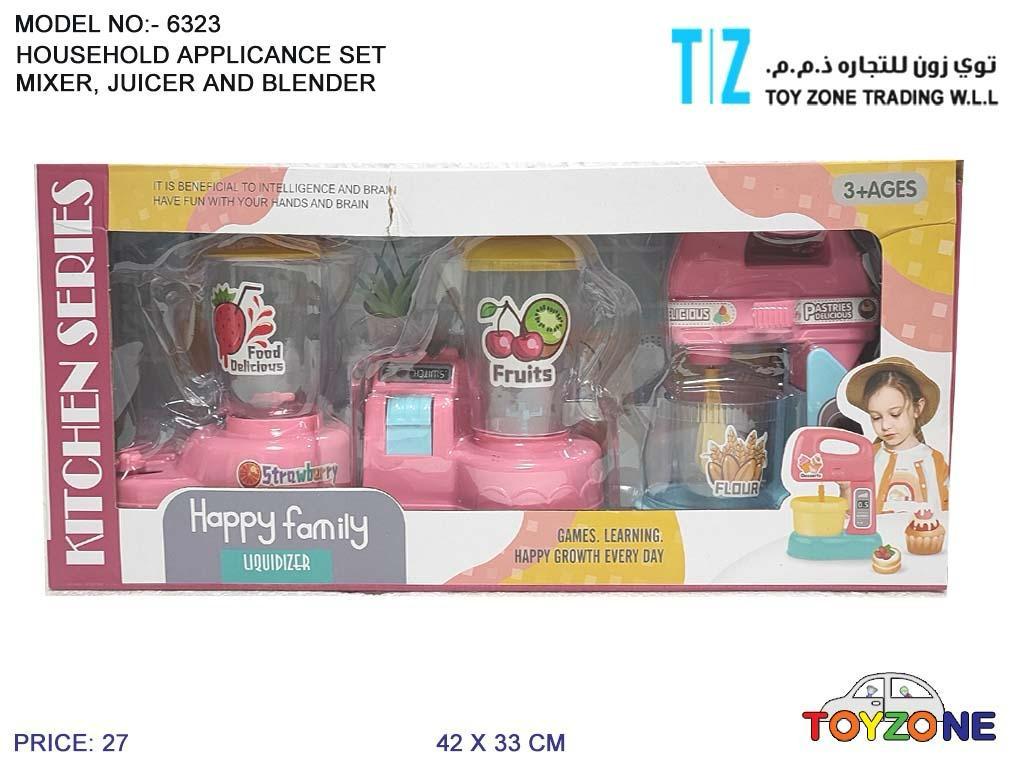 MODEL NO:- 6323
HOUSEHOLD APPLICANCE SET
MIXER, JUICER AND BLENDER
TZ
توي زون للتجاره ذ.م.م.
TOY ZONE TRADING W.L.L
KITCHEN SERIES
IT IS BENEFICIAL TO INTELLIGENCE AND BRAIN
HAVE FUN WITH YOUR HANDS AND BRAIN
3+AGES
Food
Delicious
Strawberry
Fruits
PASTRIES
DELICIOUS
FLOUR
Desserts
0.5
Happy family
LIQUIDIZER
GAMES. LEARNING.
HAPPY GROWTH EVERY DAY
TOYZONE
PRICE: 27
42 X 33 CM